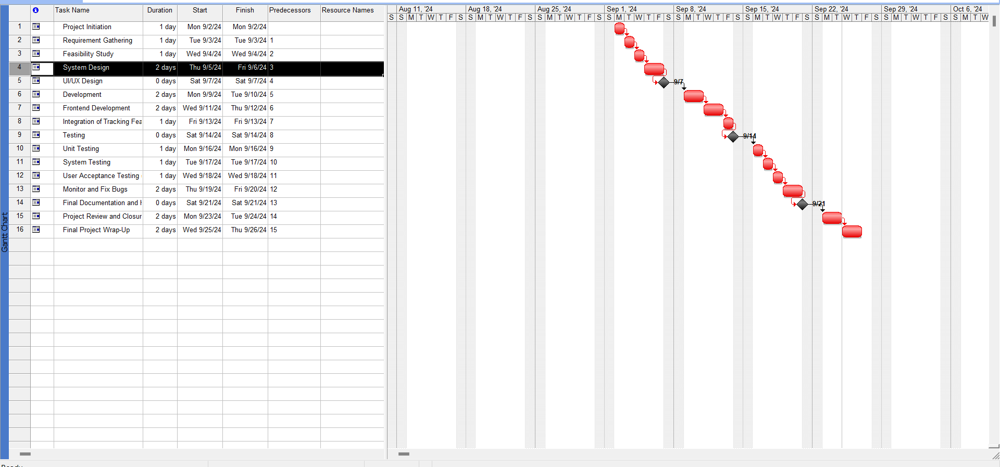 Task Name Duration Start Finish Predecessors Resource Names
1 Project Initiation 1 day Mon 9/2/24 Mon 9/2/24
2 Requirement Gathering 1 day Tue 9/3/24 Tue 9/3/24 1
3 Feasibility Study 1 day Wed 9/4/24 Wed 9/4/24 2
4 System Design 2 days Thu 9/5/24 Fri 9/6/24 3
5 UI/UX Design 0 days Sat 9/7/24 Sat 9/7/24 4
6 Development 2 days Mon 9/9/24 Tue 9/10/24 5
7 Frontend Development 2 days Wed 9/11/24 Thu 9/12/24 6
8 Integration of Tracking Fea 1 day Fri 9/13/24 Fri 9/13/24 7
9 Testing 0 days Sat 9/14/24 Sat 9/14/24 8
10 Unit Testing 1 day Mon 9/16/24 Mon 9/16/24 9
11 System Testing 1 day Tue 9/17/24 Tue 9/17/24 10
12 User Acceptance Testing 1 day Wed 9/18/24 Wed 9/18/24 11
13 Monitor and Fix Bugs 2 days Thu 9/19/24 Fri 9/20/24 12
14 Final Documentation and 0 days Sat 9/21/24 Sat 9/21/24 13
15 Project Review and Closur 2 days Mon 9/23/24 Tue 9/24/24 14
16 Final Project Wrap-Up 2 days Wed 9/25/24 Thu 9/26/24 15
Gantt Chart
Aug 11, '24 Aug 18, '24 Aug 25, '24 Sep 1, '24 Sep 8, '24 Sep 15, '24 Sep 22, '24 Sep 29, '24 Oct 6, '24
S S M T W T F S S M T W T F S S M T W T F S S M T W T F S S M T W T F S S M T W T F S S M T W T F S S M T W T F S S M T W
9/7
9/14
9/21